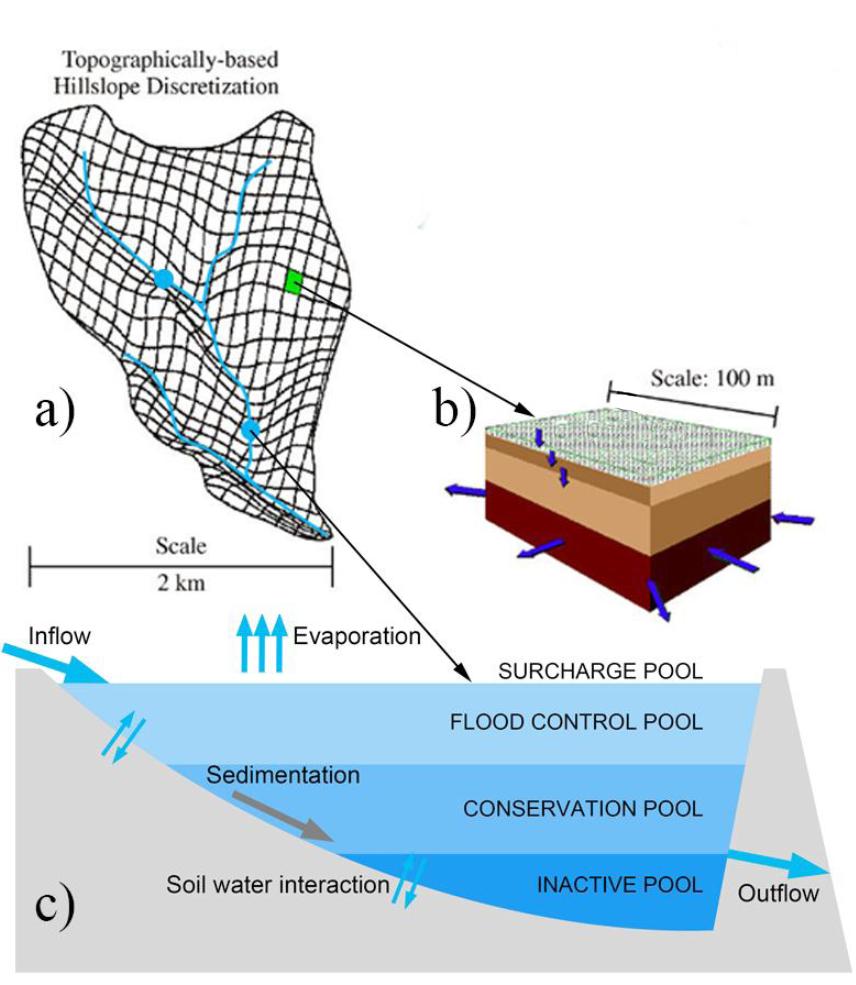 Topographically-based
Hillslope Discretization
a)
b)
Scale: 100 m
Scale
2 km
Inflow
Evaporation
SURCHARGE POOL
FLOOD CONTROL POOL
Sedimentation
CONSERVATION POOL
Soil water interaction
INACTIVE POOL
Outflow
c)